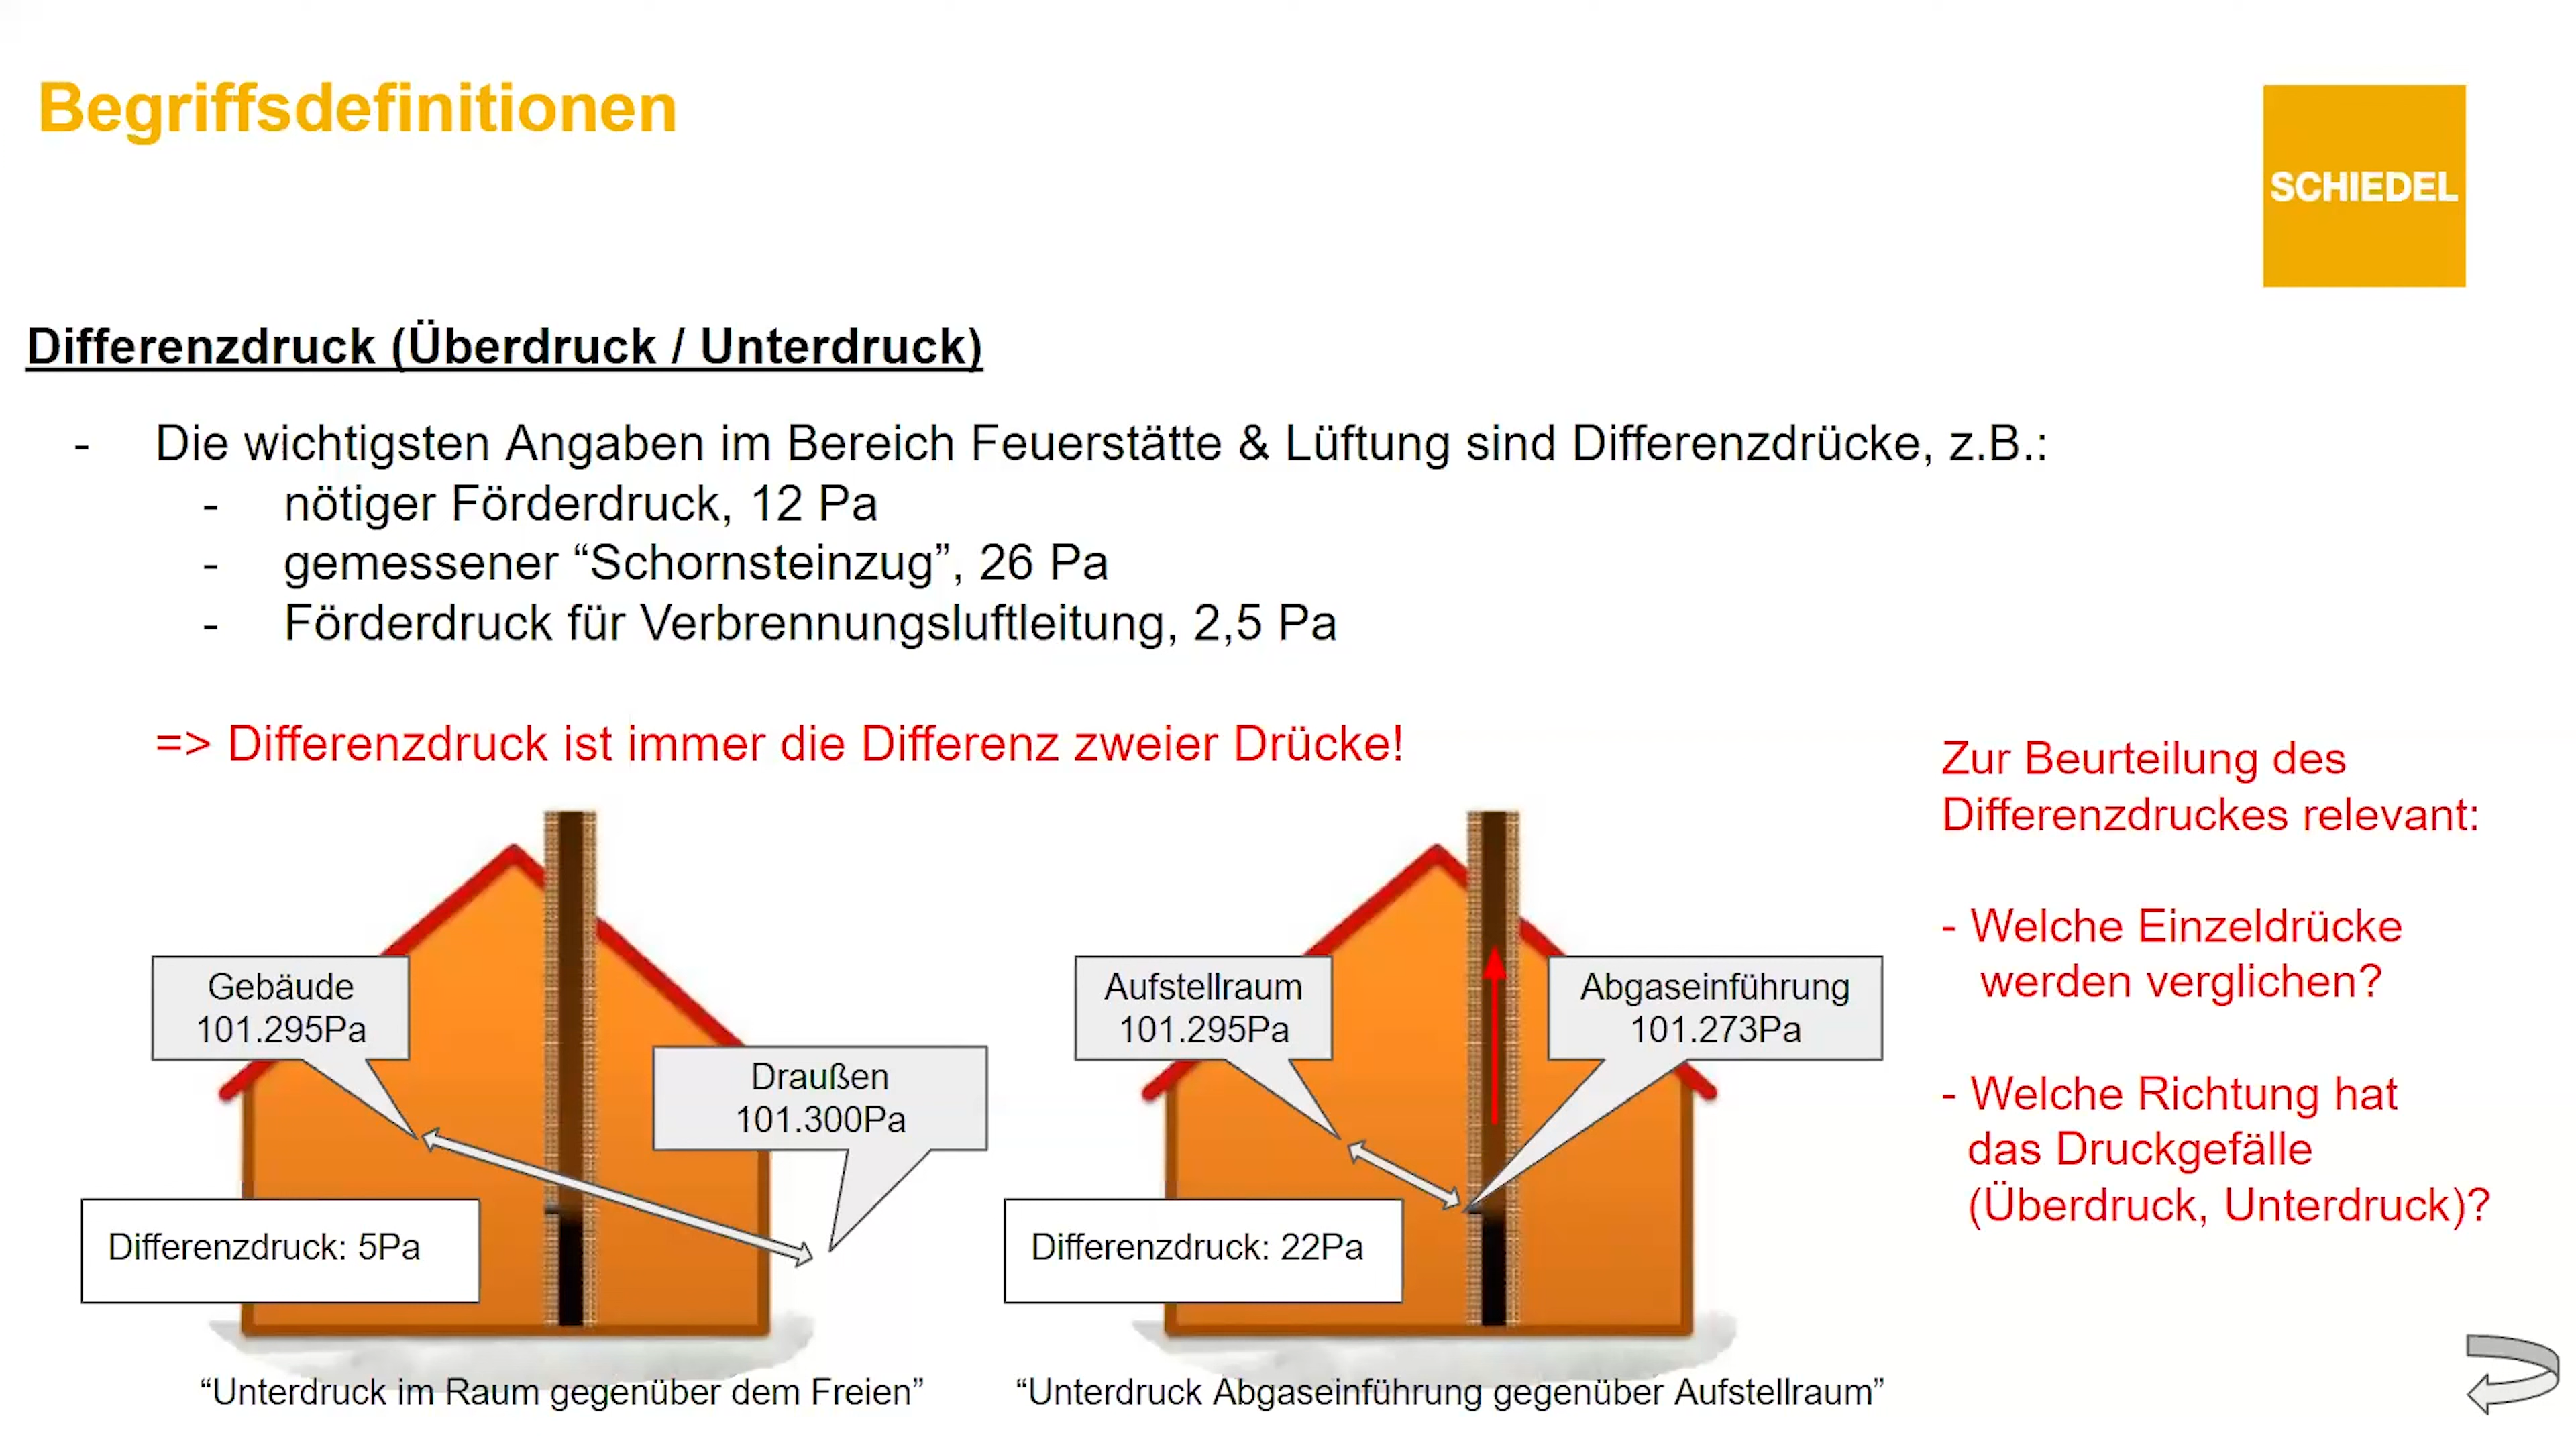 Begriffsdefinitionen
SCHIEDEL
Differenzdruck (Überdruck / Unterdruck)
- Die wichtigsten Angaben im Bereich Feuerstätte & Lüftung sind Differenzdrücke, z.B.:
- nötiger Förderdruck, 12 Pa
- gemessener “Schornsteinzug”, 26 Pa
- Förderdruck für Verbrennungsluftleitung, 2,5 Pa
=> Differenzdruck ist immer die Differenz zweier Drücke!
Gebäude
101.295Pa
Draußen
101.300Pa
Differenzdruck: 5Pa
“Unterdruck im Raum gegenüber dem Freien”
Aufstellraum
101.295Pa
Abgaseinführung
101.273Pa
Differenzdruck: 22Pa
“Unterdruck Abgaseinführung gegenüber Aufstellraum”
Zur Beurteilung des
Differenzdruckes relevant:
- Welche Einzeldrücke
werden verglichen?
- Welche Richtung hat
das Druckgefälle
(Überdruck, Unterdruck)?